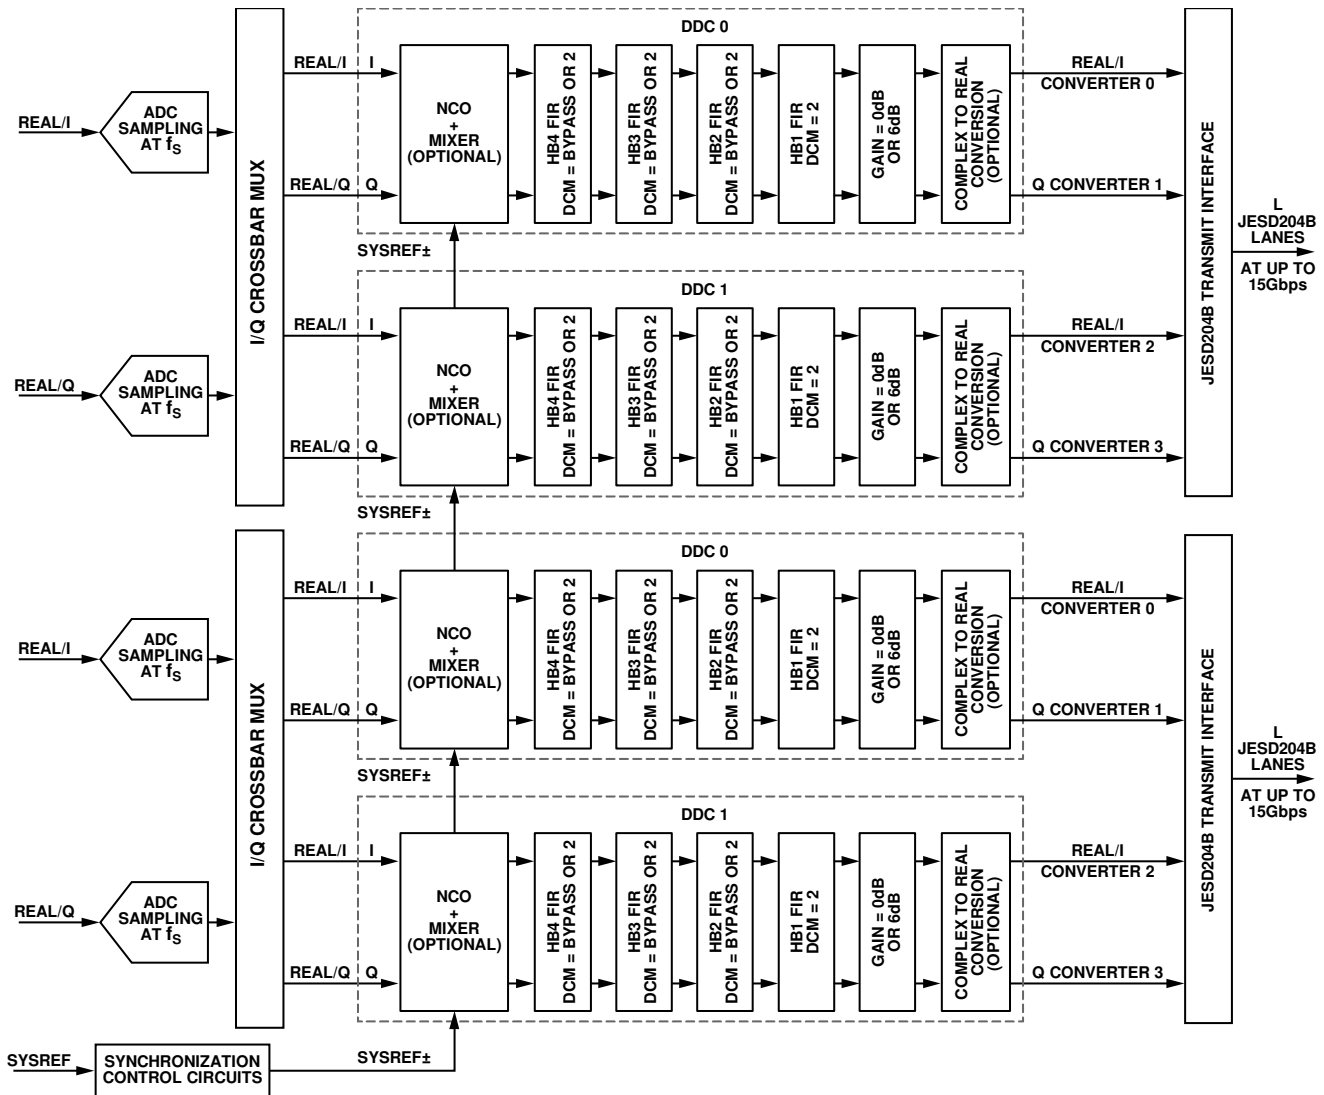 DDC 0
REAL/I
ADC
SAMPLING
AT fS
I/Q CROSSBAR MUX
REAL/I I
REAL/Q Q
NCO
+
MIXER
(OPTIONAL)
HB4 FIR
DCM = BYPASS OR 2
HB3 FIR
DCM = BYPASS OR 2
HB2 FIR
DCM = BYPASS OR 2
HB1 FIR
DCM = 2
GAIN = 0dB
OR 6dB
COMPLEX TO REAL
CONVERSION
(OPTIONAL)
REAL/I
CONVERTER 0
Q CONVERTER 1
SYSREF±
DDC 1
REAL/Q
ADC
SAMPLING
AT fS
REAL/I I
REAL/Q Q
NCO
+
MIXER
(OPTIONAL)
HB4 FIR
DCM = BYPASS OR 2
HB3 FIR
DCM = BYPASS OR 2
HB2 FIR
DCM = BYPASS OR 2
HB1 FIR
DCM = 2
GAIN = 0dB
OR 6dB
COMPLEX TO REAL
CONVERSION
(OPTIONAL)
REAL/I
CONVERTER 2
Q CONVERTER 3
JESD204B TRANSMIT INTERFACE
L
JESD204B
LANES
AT UP TO
15Gbps
SYSREF±
DDC 0
REAL/I
ADC
SAMPLING
AT fS
I/Q CROSSBAR MUX
REAL/I I
REAL/Q Q
NCO
+
MIXER
(OPTIONAL)
HB4 FIR
DCM = BYPASS OR 2
HB3 FIR
DCM = BYPASS OR 2
HB2 FIR
DCM = BYPASS OR 2
HB1 FIR
DCM = 2
GAIN = 0dB
OR 6dB
COMPLEX TO REAL
CONVERSION
(OPTIONAL)
REAL/I
CONVERTER 0
Q CONVERTER 1
SYSREF±
DDC 1
REAL/Q
ADC
SAMPLING
AT fS
REAL/I I
REAL/Q Q
NCO
+
MIXER
(OPTIONAL)
HB4 FIR
DCM = BYPASS OR 2
HB3 FIR
DCM = BYPASS OR 2
HB2 FIR
DCM = BYPASS OR 2
HB1 FIR
DCM = 2
GAIN = 0dB
OR 6dB
COMPLEX TO REAL
CONVERSION
(OPTIONAL)
REAL/I
CONVERTER 2
Q CONVERTER 3
JESD204B TRANSMIT INTERFACE
L
JESD204B
LANES
AT UP TO
15Gbps
SYSREF
SYNCHRONIZATION
CONTROL CIRCUITS
SYSREF±